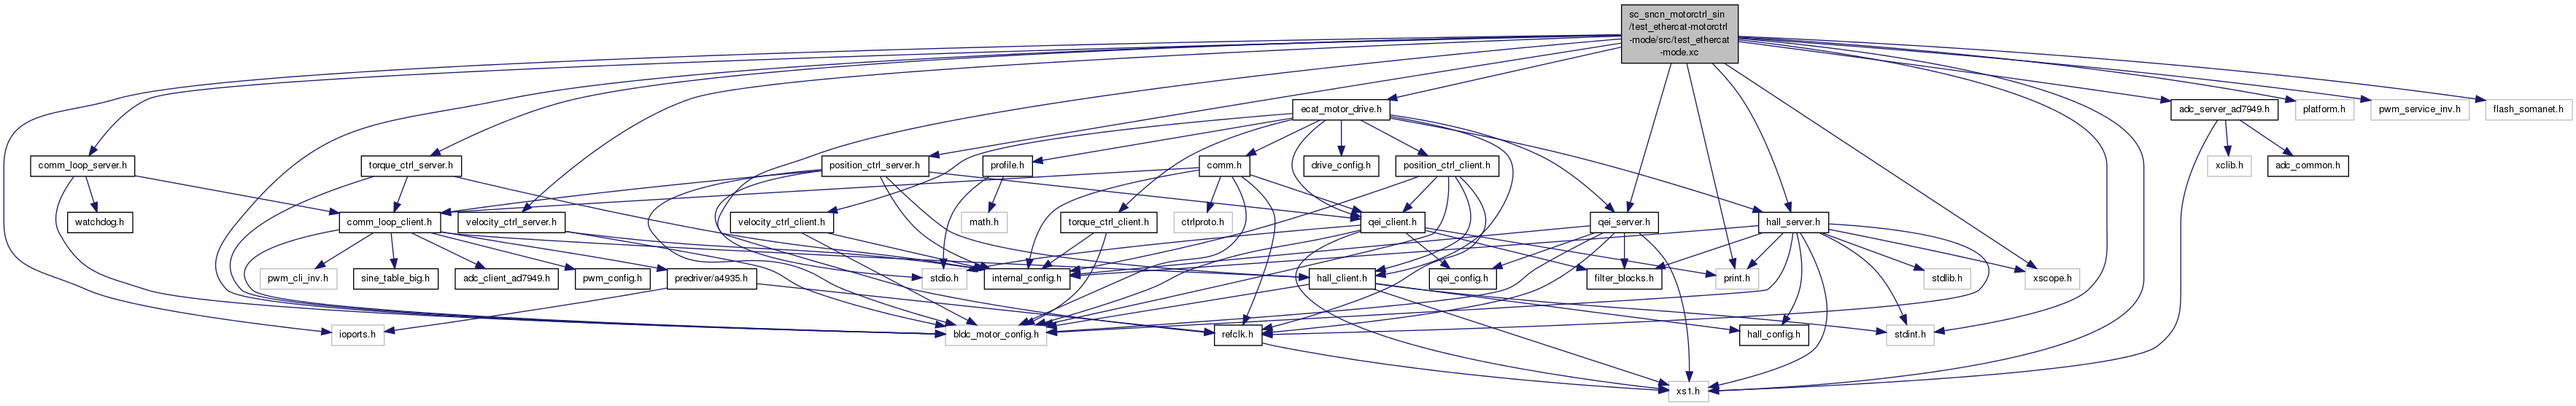 sc_sncn_motorctrl_sin
/test_ethercat-motorctrl
-mode/src/test_ethercat
-mode.xc
ecat_motor_drive.h
adc_server_ad7949.h
platform.h
pwm_service_inv.h
flash_somanet.h
comm_loop_server.h
torque_ctrl_server.h
position_ctrl_server.h
profile.h
comm.h
drive_config.h
position_ctrl_client.h
xclib.h
adc_common.h
watchdog.h
comm_loop_client.h
velocity_ctrl_server.h
velocity_ctrl_client.h
math.h
torque_ctrl_client.h
ctrlproto.h
qei_client.h
qei_server.h
hall_server.h
pwm_cli_inv.h
sine_table_big.h
adc_client_ad7949.h
pwm_config.h
predriver/a4935.h
stdio.h
internal_config.h
hall_client.h
qei_config.h
filter_blocks.h
print.h
stdlib.h
xscope.h
ioports.h
bldc_motor_config.h
refclk.h
hall_config.h
stdint.h
xs1.h